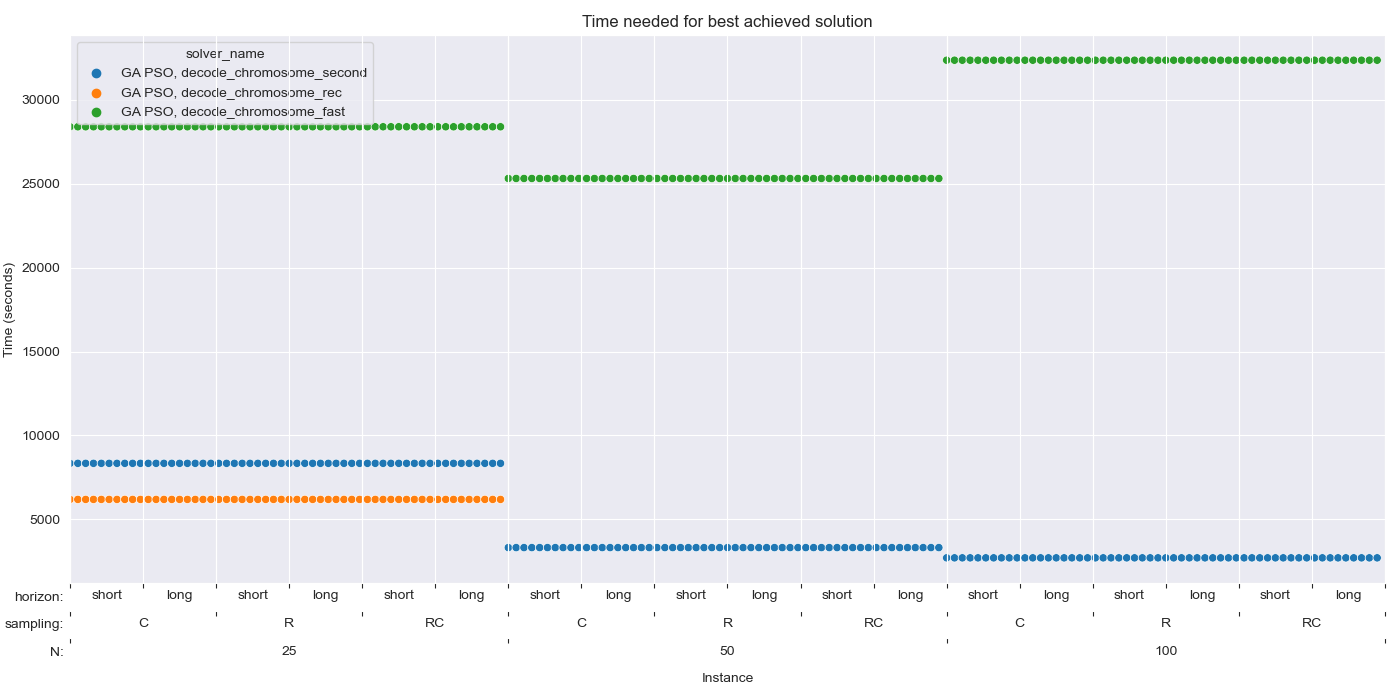 Time needed for best achieved solution
solver_name
GA PSO, decode_chromosome_second
GA PSO, decode_chromosome_rec
GA PSO, decode_chromosome_fast
30000
25000
20000
15000
10000
5000
Time (seconds)
horizon: short long short long short long short long short long short long short long short long short long
sampling: C R RC C R RC C R RC
N: 25 50 100
Instance